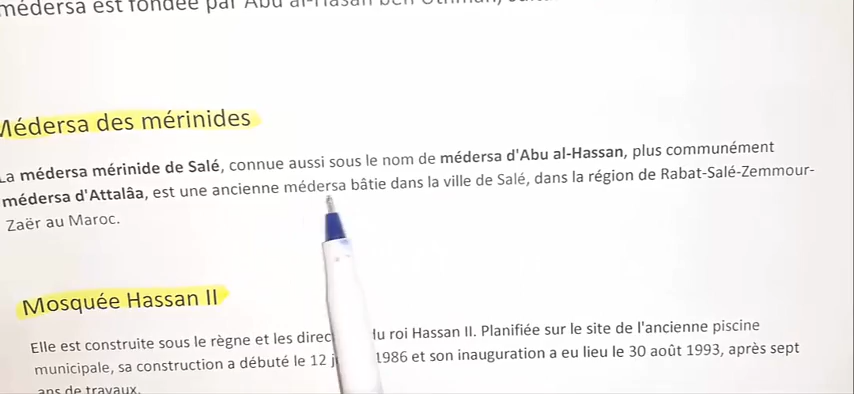 médersa est fondée par Abu al-Hasan ben Othman,
Médersa des mérinides
La médersa mérinide de Salé, connue aussi sous le nom de médersa d'Abu al-Hassan, plus communément
médersa d'Attalâa, est une ancienne médersa bâtie dans la ville de Salé, dans la région de Rabat-Salé-Zemmour-
Zaër au Maroc.
Mosquée Hassan II
Elle est construite sous le règne et les direc du roi Hassan II. Planifiée sur le site de l'ancienne piscine
municipale, sa construction a débuté le 12 j 1986 et son inauguration a eu lieu le 30 août 1993, après sept
ans de travaux.